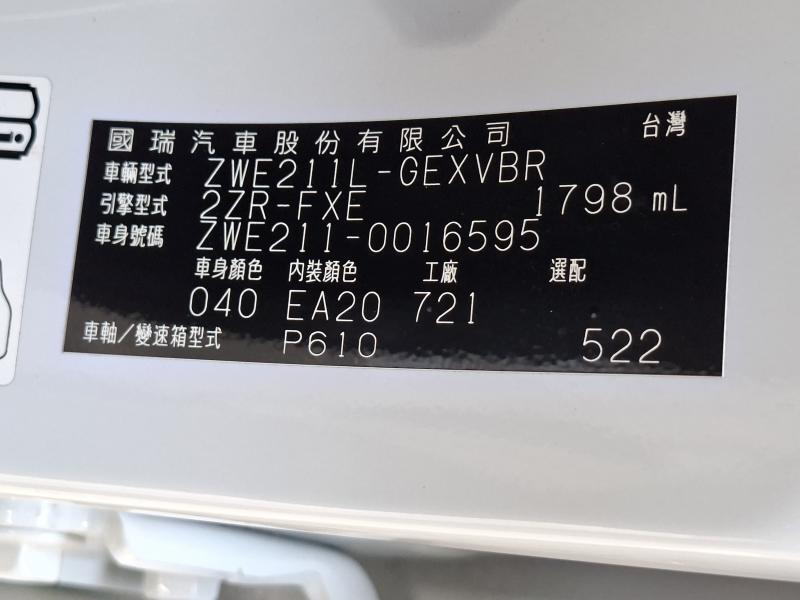 國瑞汽車股份有限公司 台灣
車輛型式 ZWE211L-GEXVBR
引擎型式 2ZR-FXE 1798 mL
車身號碼 ZWE211-0016595
車身顏色 內裝顏色 工廠 選配
040 EA20 721
車軸/變速箱型式 P610 522